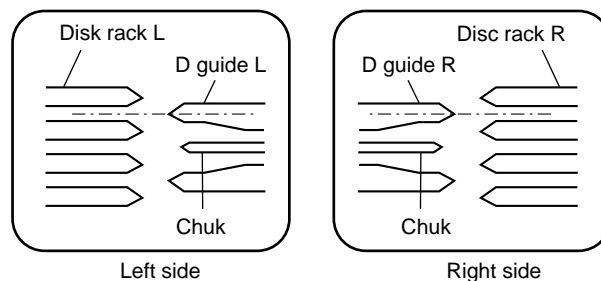 Disk rack L
D guide L
Chuk
Left side
Disc rack R
D guide R
Chuk
Right side